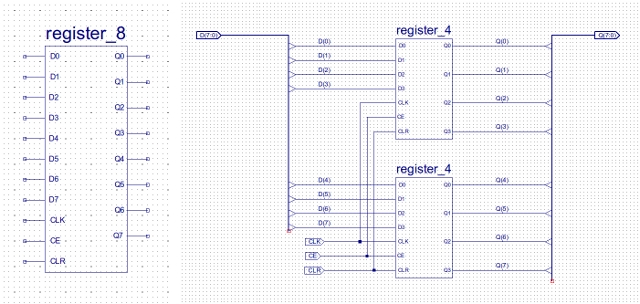 register_8
D0 Q0
D1 Q1
D2 Q2
D3 Q3
D4 Q4
D5 Q5
D6 Q6
D7 Q7
CLK
CE
CLR
D(7:0) Q(7:0)
register_4
D(0) D0 Q0 Q(0)
D(1) D1
D(2) D2 Q1 Q(1)
D(3) D3
CLK Q2 Q(2)
CE
CLR Q3 Q(3)
register_4
D(4) D0 Q0 Q(4)
D(5) D1
D(6) D2 Q1 Q(5)
D(7) D3
CLK CLK Q2 Q(6)
CE CE
CLR CLR Q3 Q(7)